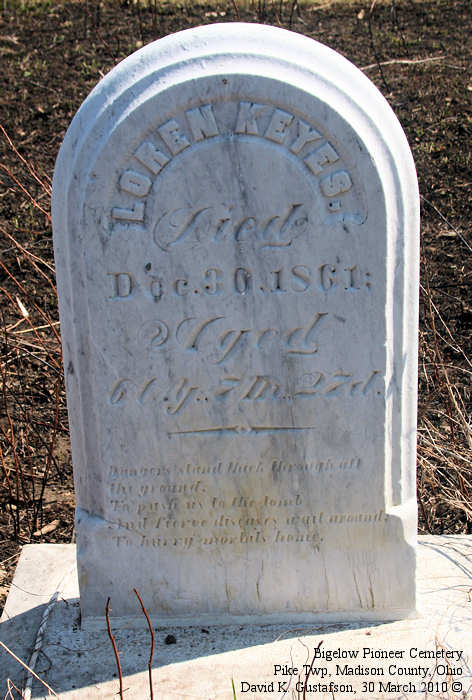 LOREN KEYES.
Died
Dec. 30. 1861;
Aged
6 Y. 7 M. 27 d.
Dangers stand thick through all
the ground.
To push us to the tomb
And fierce diseases wait around.
To hurry mortals home.
Bigelow Pioneer Cemetery
Pike Twp, Madison County, Ohio
David K. Gustafson, 30 March 2010 ©